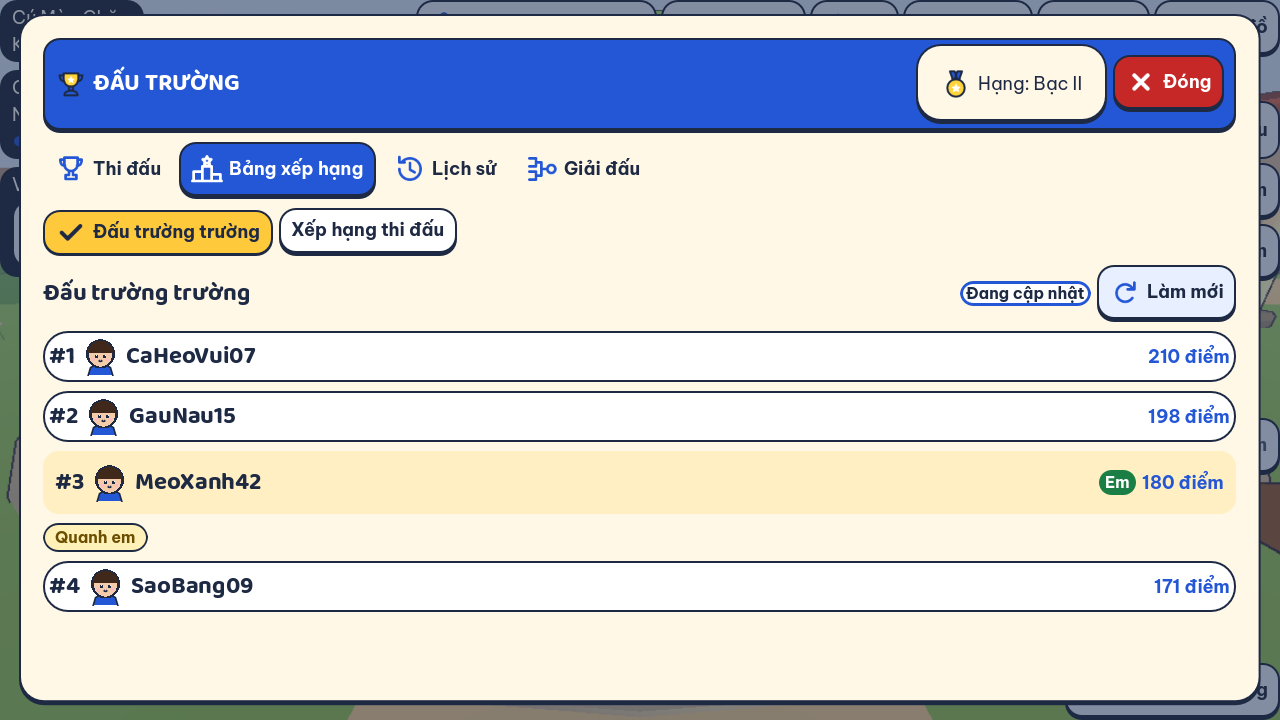 ĐẤU TRƯỜNG
Hạng: Bạc II
Đóng
Thi đấu
Bảng xếp hạng
Lịch sử
Giải đấu
Đấu trường trường
Xếp hạng thi đấu
Đấu trường trường
Đang cập nhật
Làm mới
#1 CaHeoVui07 210 điểm
#2 GauNau15 198 điểm
#3 MeoXanh42 Em 180 điểm
Quanh em
#4 SaoBang09 171 điểm